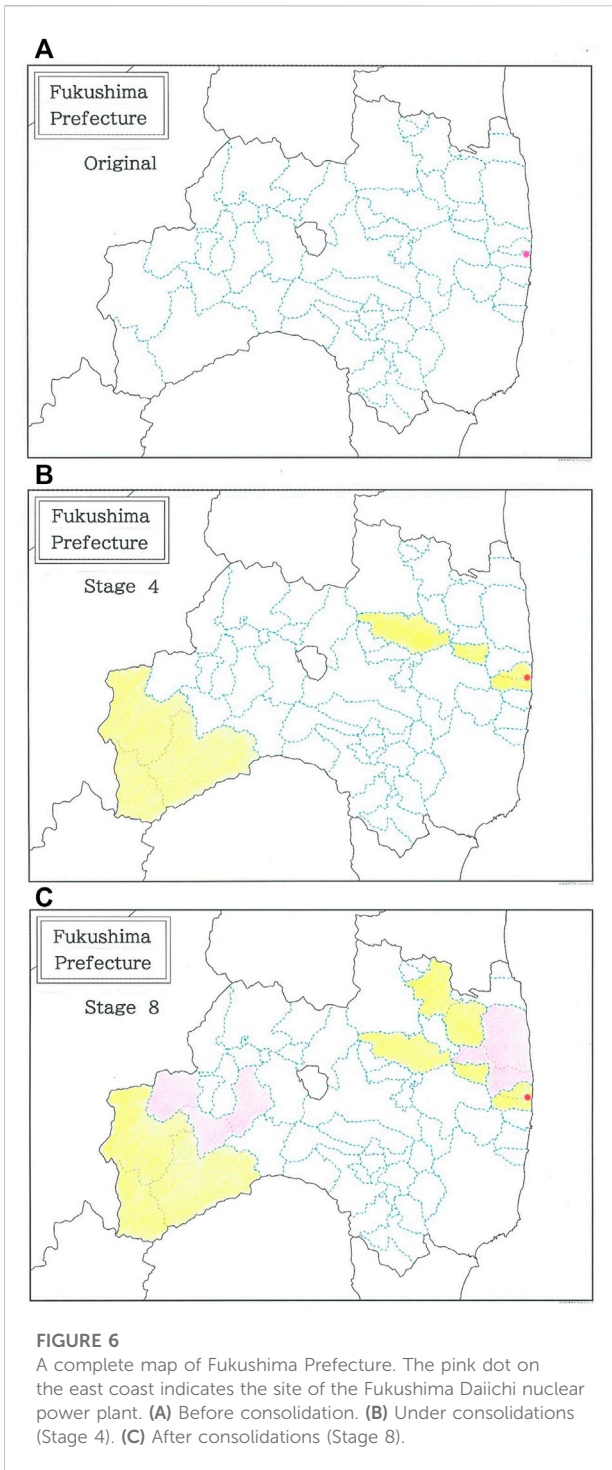 A
Fukushima
Prefecture
Original
B
Fukushima
Prefecture
Stage 4
C
Fukushima
Prefecture
Stage 8
FIGURE 6
A complete map of Fukushima Prefecture. The pink dot on
the east coast indicates the site of the Fukushima Daiichi nuclear
power plant. (A) Before consolidation. (B) Under consolidations
(Stage 4). (C) After consolidations (Stage 8).